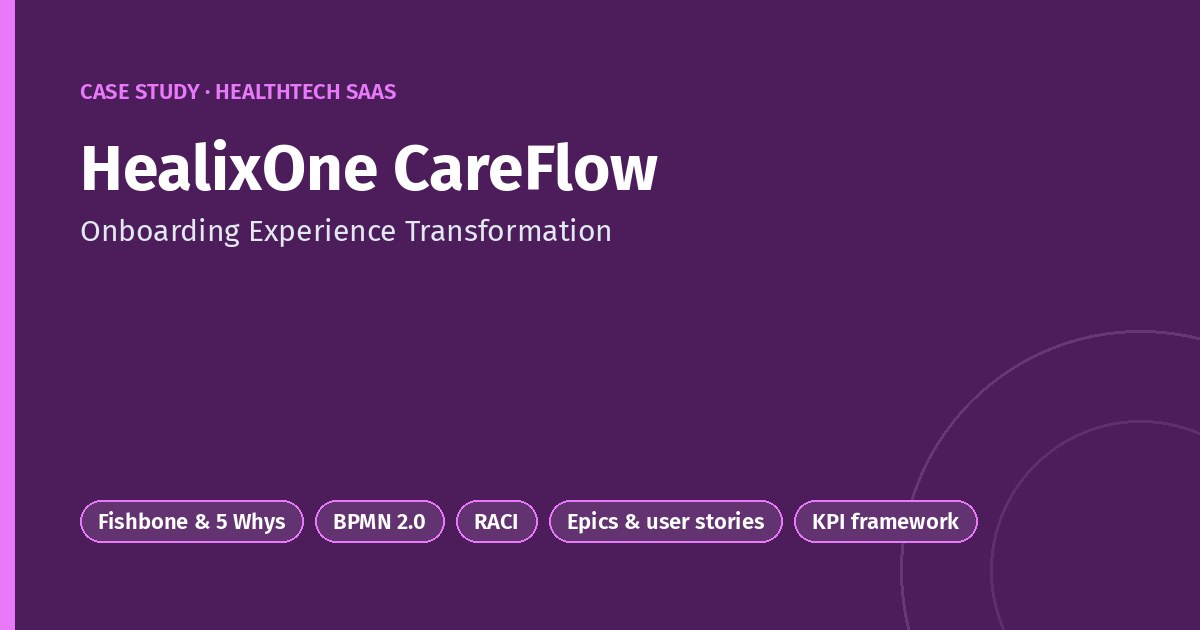 CASE STUDY · HEALTHTECH SAAS
HealixOne CareFlow
Onboarding Experience Transformation
Fishbone & 5 Whys BPMN 2.0 RACI Epics & user stories KPI framework